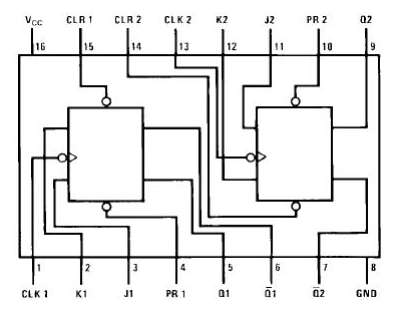 VCC CLR 1 CLR 2 CLK 2 K2 J2 PR 2 Q2
16 15 14 13 12 11 10 9
1 2 3 4 5 6 7 8
CLK 1 K1 J1 PR 1 Q1 Q̅1 Q̅2 GND